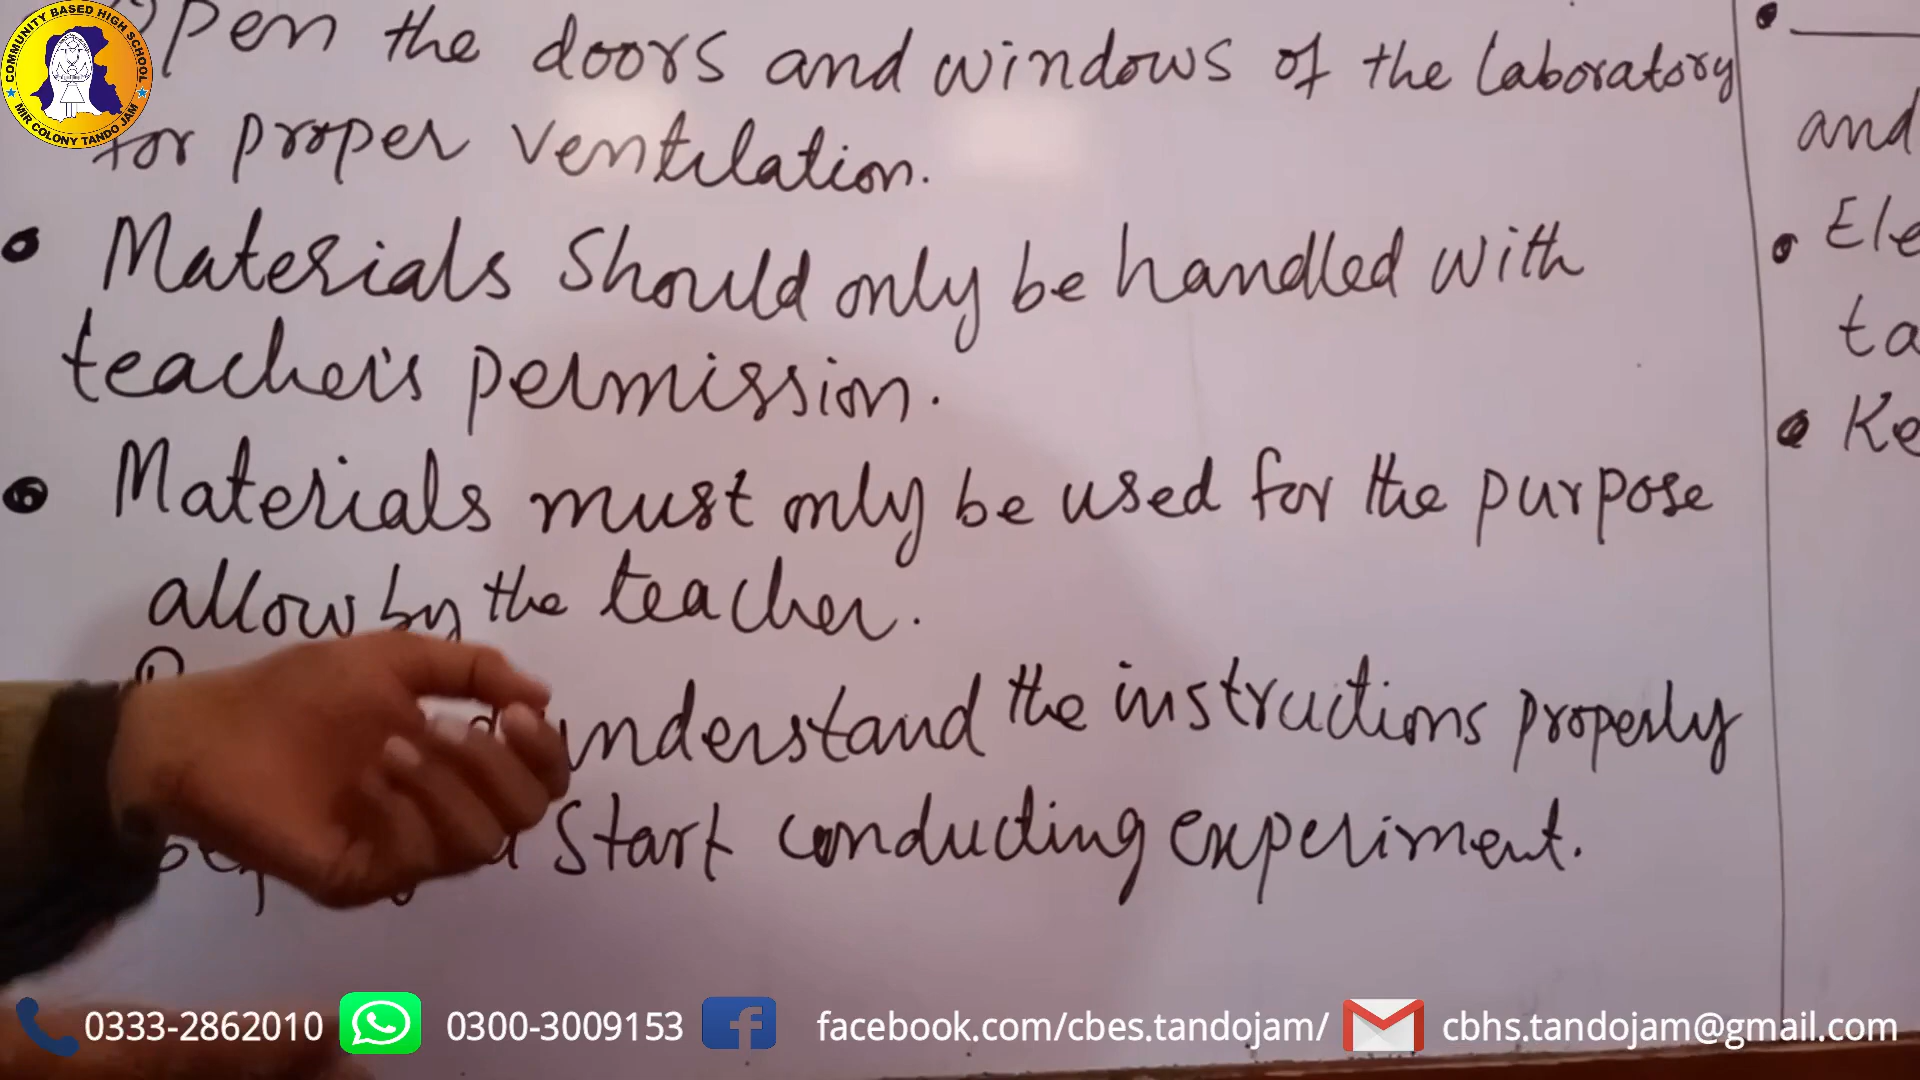 COMMUNITY BASED HIGH SCHOOL
MIR COLONY TANDO JAM
Open the doors and windows of the laboratory
for proper ventilation.
• Materials should only be handled with
teacher's permission.
• Materials must only be used for the purpose
allow by the teacher.
understand the instructions properly
start conducting experiment.
•
and
• Ele
ta
• Ke
0333-2862010 0300-3009153 facebook.com/cbes.tandojam/ cbhs.tandojam@gmail.com